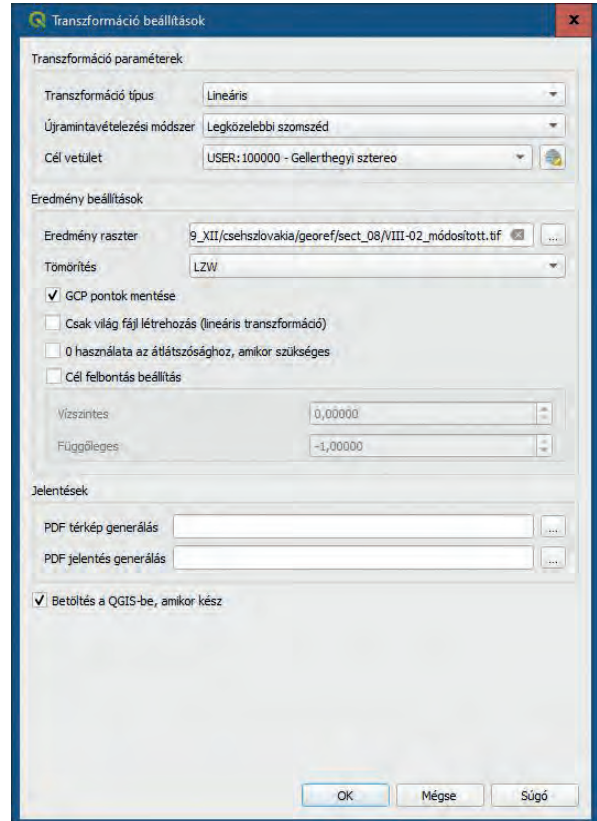 Transzformáció beállítások
Transzformáció paraméterek
Transzformáció típus Lineáris
Újramintavételezési módszer Legközelebbi szomszéd
Cél vetület USER:100000 - Gellerthegyi sztereo
Eredmény beállítások
Eredmény raszter 9_XII/csehszlovakia/georef/sect_08/VIII-02_módosított.tif ...
Tömörítés LZW
GCP pontok mentése
Csak világ fájl létrehozás (lineáris transzformáció)
0 használata az átlátszósághoz, amikor szükséges
Cél felbontás beállítás
Vízszintes 0,00000
Függőleges -1,00000
Jelentések
PDF térkép generálás ...
PDF jelentés generálás ...
Betöltés a QGIS-be, amikor kész
OK Mégse Súgó